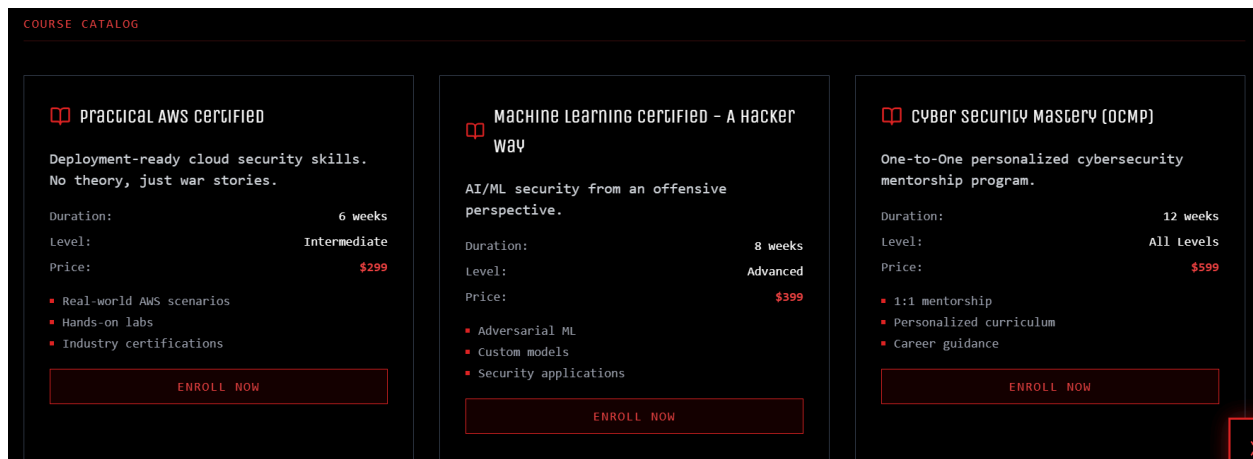 COURSE CATALOG
Practical AWS Certified
Deployment-ready cloud security skills.
No theory, just war stories.
Duration: 6 weeks
Level: Intermediate
Price: $299
Real-world AWS scenarios
Hands-on labs
Industry certifications
ENROLL NOW
Machine Learning Certified - A Hacker
Way
AI/ML security from an offensive
perspective.
Duration: 8 weeks
Level: Advanced
Price: $399
Adversarial ML
Custom models
Security applications
ENROLL NOW
Cyber Security Mastery (OCMP)
One-to-One personalized cybersecurity
mentorship program.
Duration: 12 weeks
Level: All Levels
Price: $599
1:1 mentorship
Personalized curriculum
Career guidance
ENROLL NOW